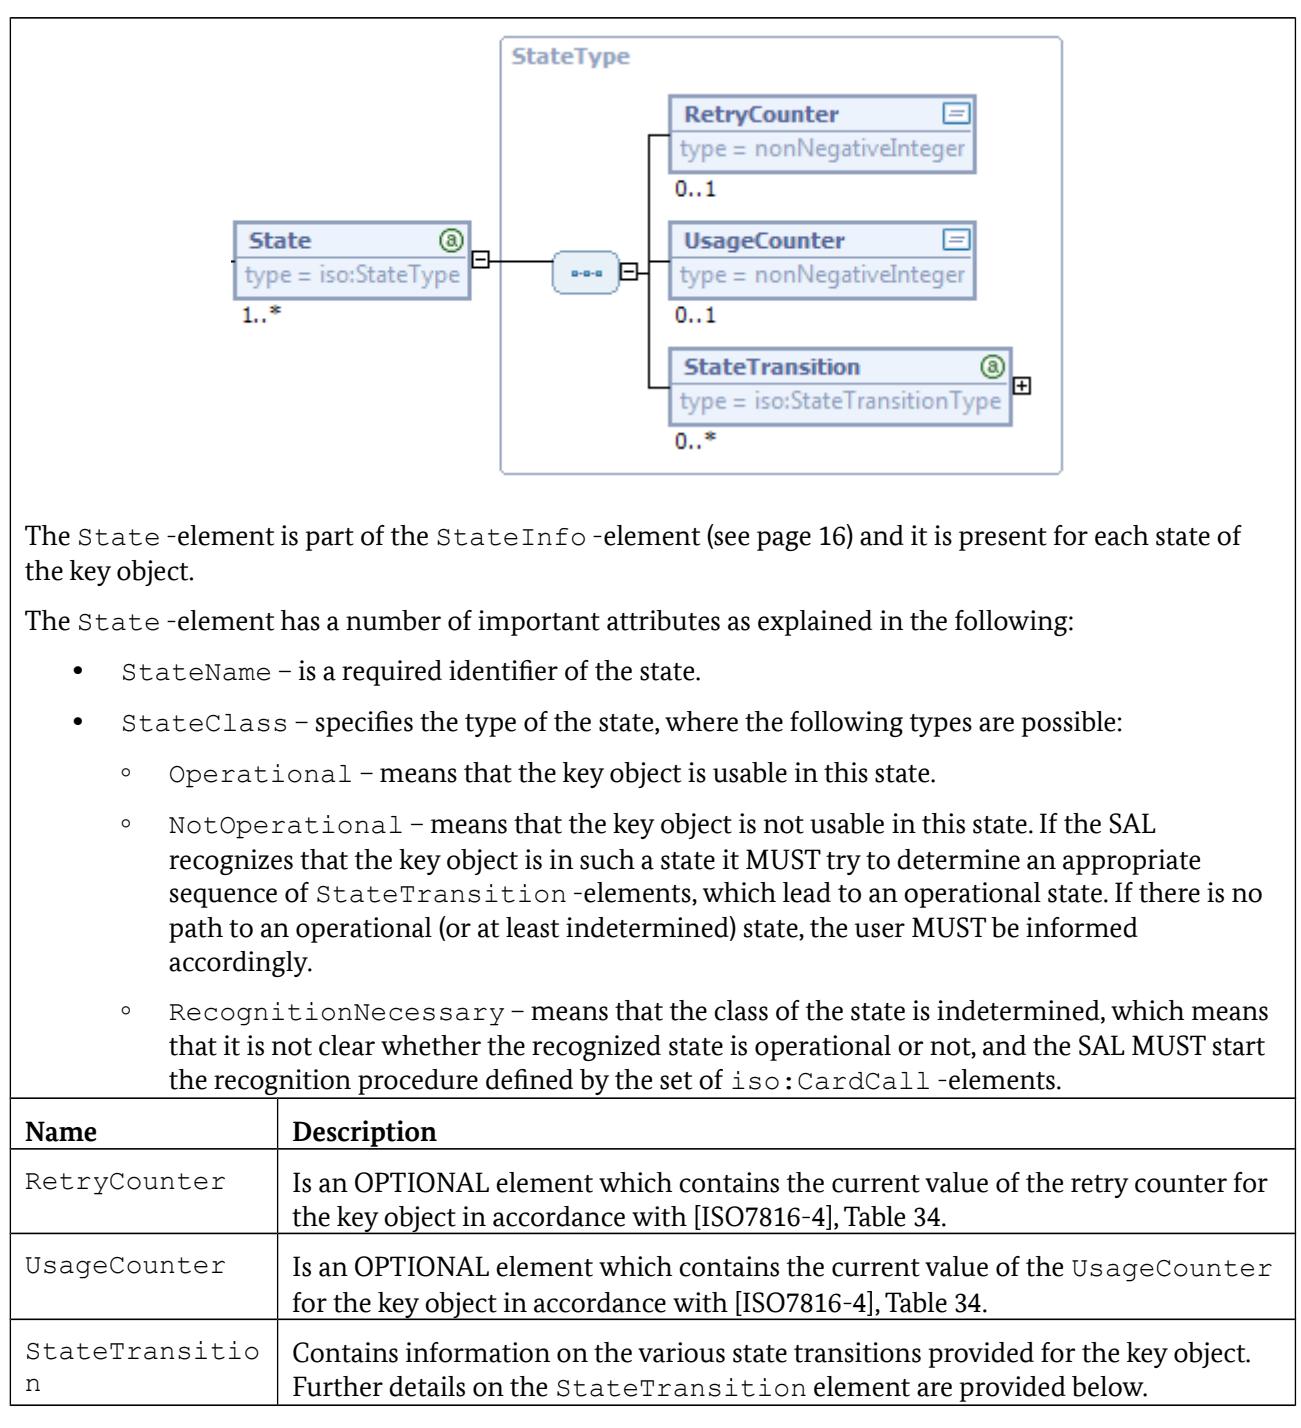 StateType
RetryCounter
type = nonNegativeInteger
0..1
State
type = iso:StateType
1..*
UsageCounter
type = nonNegativeInteger
0..1
StateTransition
type = iso:StateTransitionType
0..*
The State -element is part of the StateInfo -element (see page 16) and it is present for each state of
the key object.
The State -element has a number of important attributes as explained in the following:
• StateName – is a required identifier of the state.
• StateClass – specifies the type of the state, where the following types are possible:
◦ Operational – means that the key object is usable in this state.
◦ NotOperational – means that the key object is not usable in this state. If the SAL
recognizes that the key object is in such a state it MUST try to determine an appropriate
sequence of StateTransition -elements, which lead to an operational state. If there is no
path to an operational (or at least indetermined) state, the user MUST be informed
accordingly.
◦ RecognitionNecessary – means that the class of the state is indetermined, which means
that it is not clear whether the recognized state is operational or not, and the SAL MUST start
the recognition procedure defined by the set of iso:CardCall -elements.
Name Description
RetryCounter Is an OPTIONAL element which contains the current value of the retry counter for
the key object in accordance with [ISO7816-4], Table 34.
UsageCounter Is an OPTIONAL element which contains the current value of the UsageCounter
for the key object in accordance with [ISO7816-4], Table 34.
StateTransitio Contains information on the various state transitions provided for the key object.
n Further details on the StateTransition element are provided below.